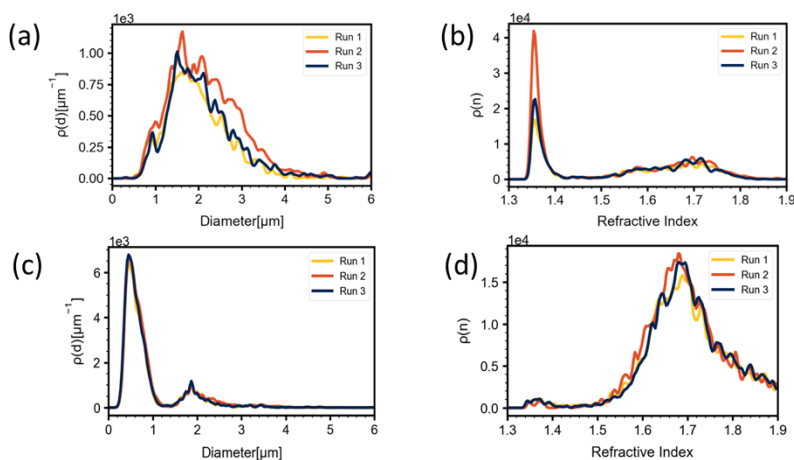 (a)
1e3
1.00
0.75
0.50
0.25
0.00
ρ(d)[μm⁻¹]
0 1 2 3 4 5 6
Diameter[μm]
Run 1
Run 2
Run 3
(b)
1e4
4
3
2
1
0
ρ(n)
1.3 1.4 1.5 1.6 1.7 1.8 1.9
Refractive Index
Run 1
Run 2
Run 3
(c)
1e3
6
4
2
0
ρ(d)[μm⁻¹]
0 1 2 3 4 5 6
Diameter[μm]
Run 1
Run 2
Run 3
(d)
1e4
1.5
1.0
0.5
0.0
ρ(n)
1.3 1.4 1.5 1.6 1.7 1.8 1.9
Refractive Index
Run 1
Run 2
Run 3